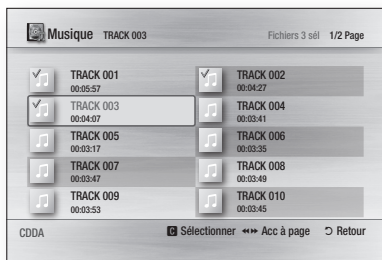 Musique TRACK 003 Fichiers 3 sél 1/2 Page
TRACK 001
00:05:57
TRACK 002
00:04:27
TRACK 003
00:04:07
TRACK 004
00:03:41
TRACK 005
00:03:17
TRACK 006
00:03:35
TRACK 007
00:03:47
TRACK 008
00:03:49
TRACK 009
00:03:53
TRACK 010
00:03:45
CDDA C Sélectionner Acc à page Retour